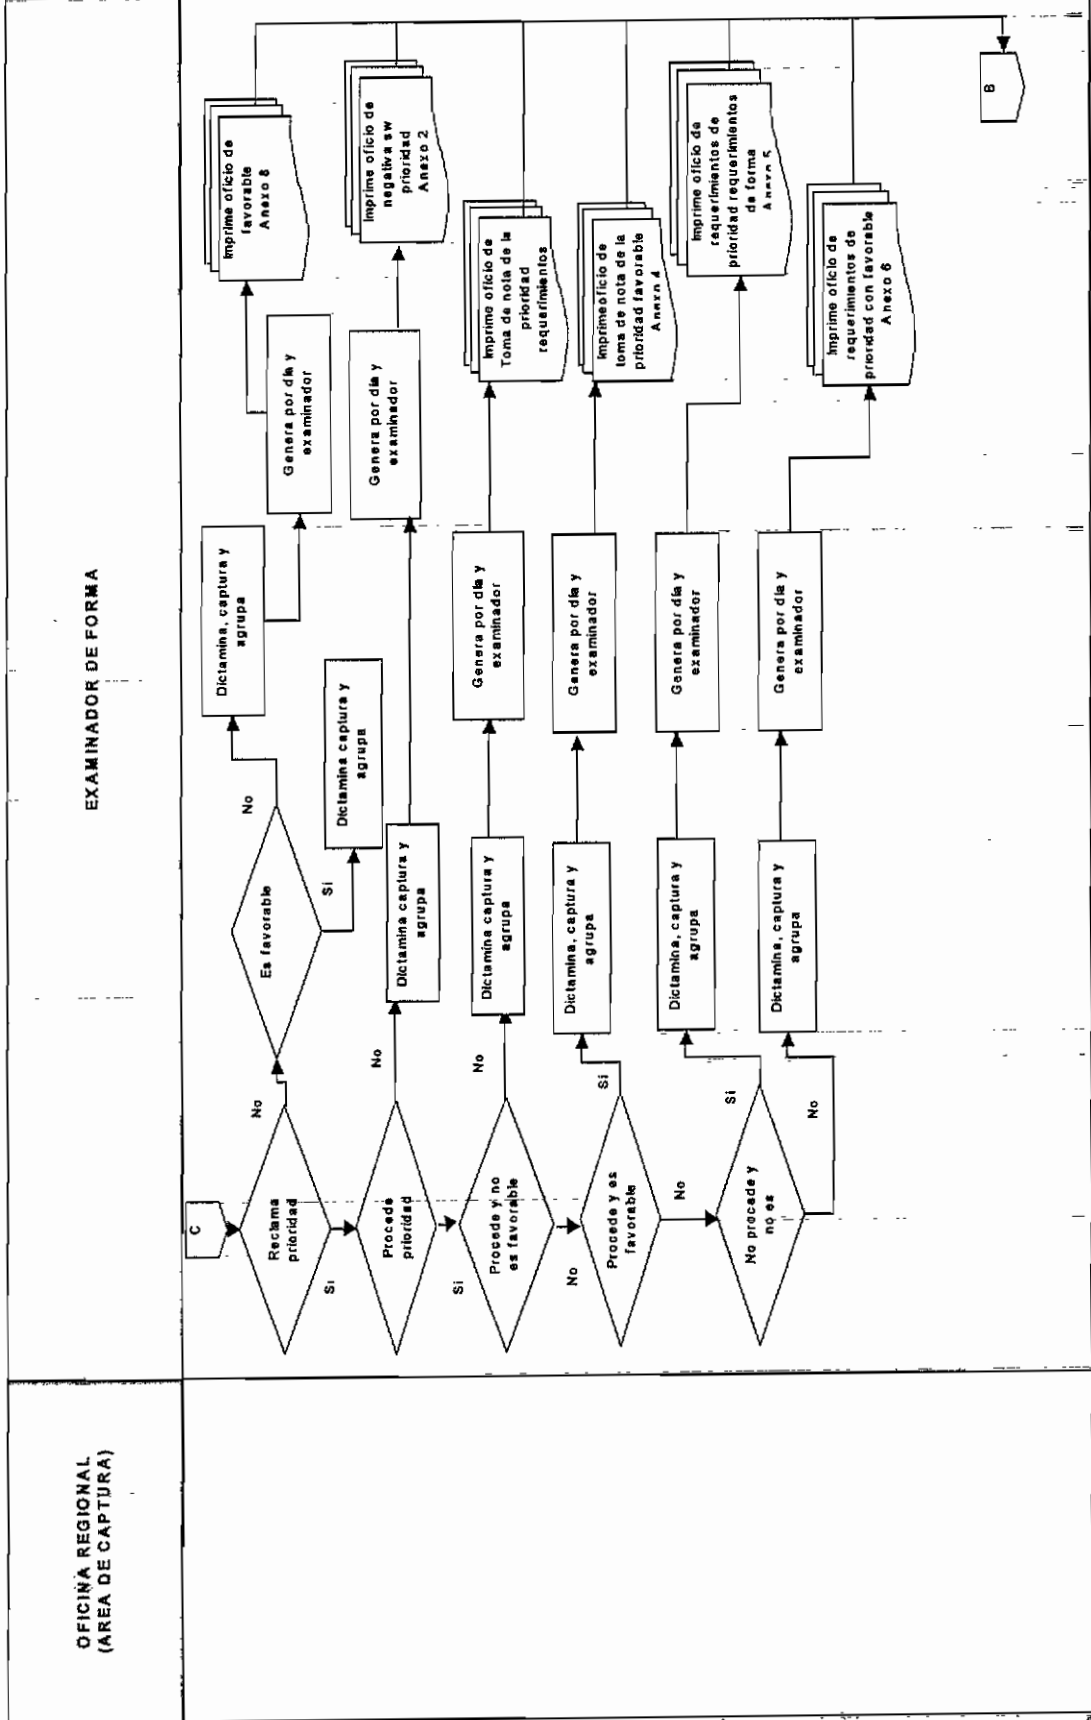 OFICINA REGIONAL
(AREA DE CAPTURA)
EXAMINADOR DE FORMA
C
Reclama
prioridad
No
Si
Es favorable
No
Si
Dictamina, captura y
agrupa
Genera por día y
examinador
Imprime oficio de
favorable
Anexo 8
Dictamina captura y
agrupa
Procede
prioridad
No
Si
Dictamina captura y
agrupa
Genera por día y
examinador
Imprime oficio de
negativa sw
prioridad
Anexo 2
Procede y no
es favorable
No
No
Dictamina captura y
agrupa
Genera por día y
examinador
Imprime oficio de
Toma de nota de la
prioridad
requerimientos
Procede y es
favorable
Si
No
Dictamina, captura y
agrupa
Genera por día y
examinador
Imprimeoficio de
toma de nota de la
prioridad favorable
Anexo 4
No procede y
no es
Si
No
Dictamina, captura y
agrupa
Genera por día y
examinador
Imprime oficio de
requerimientos de
prioridad requerimientos
de forma
Anexo 5
Dictamina, captura y
agrupa
Genera por día y
examinador
Imprime oficio de
requerimientos de
prioridad con favorable
Anexo 6
B